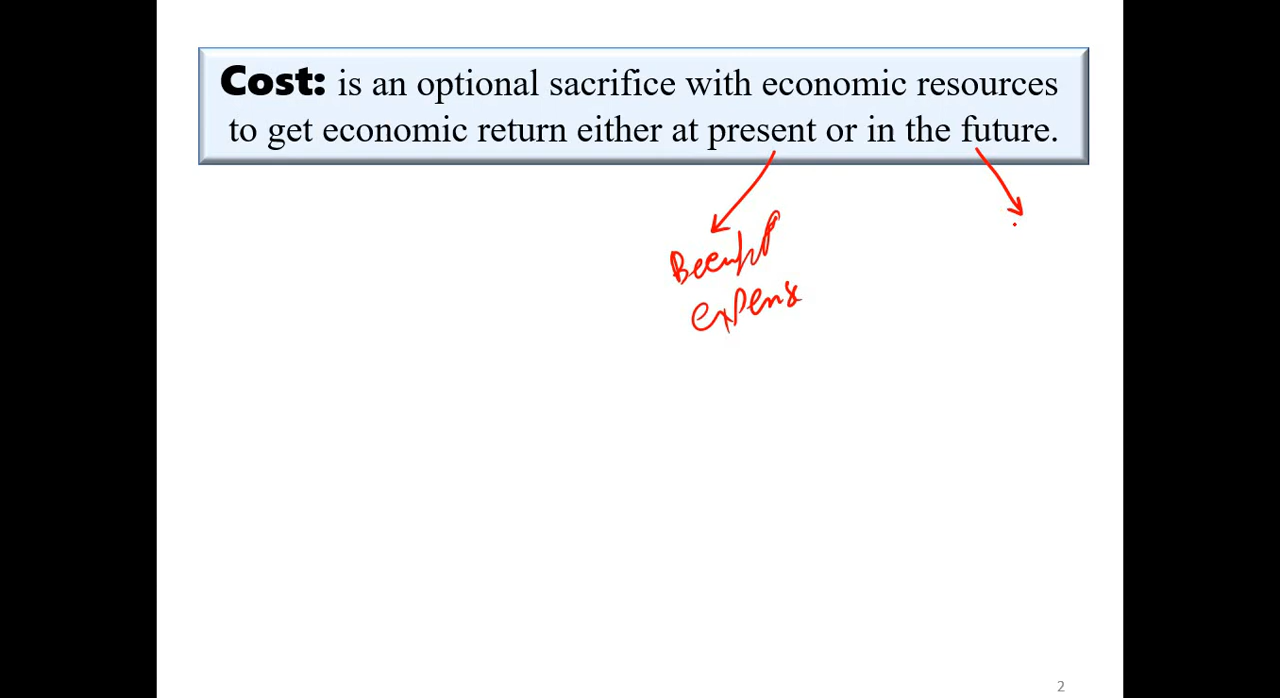 Cost: is an optional sacrifice with economic resources
to get economic return either at present or in the future.
expens
2